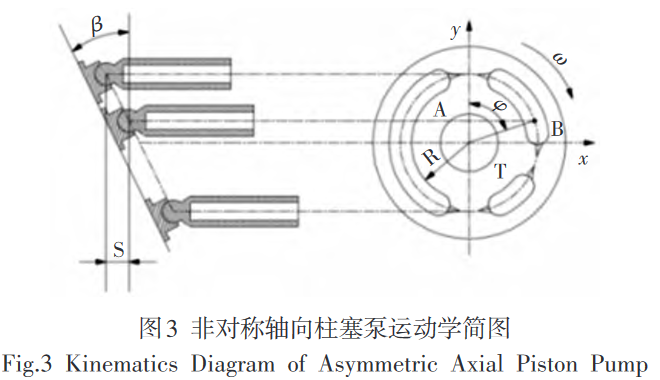 β
y
ω
A
φ
B
R
x
T
S
图3 非对称轴向柱塞泵运动学简图
Fig.3 Kinematics Diagram of Asymmetric Axial Piston Pump